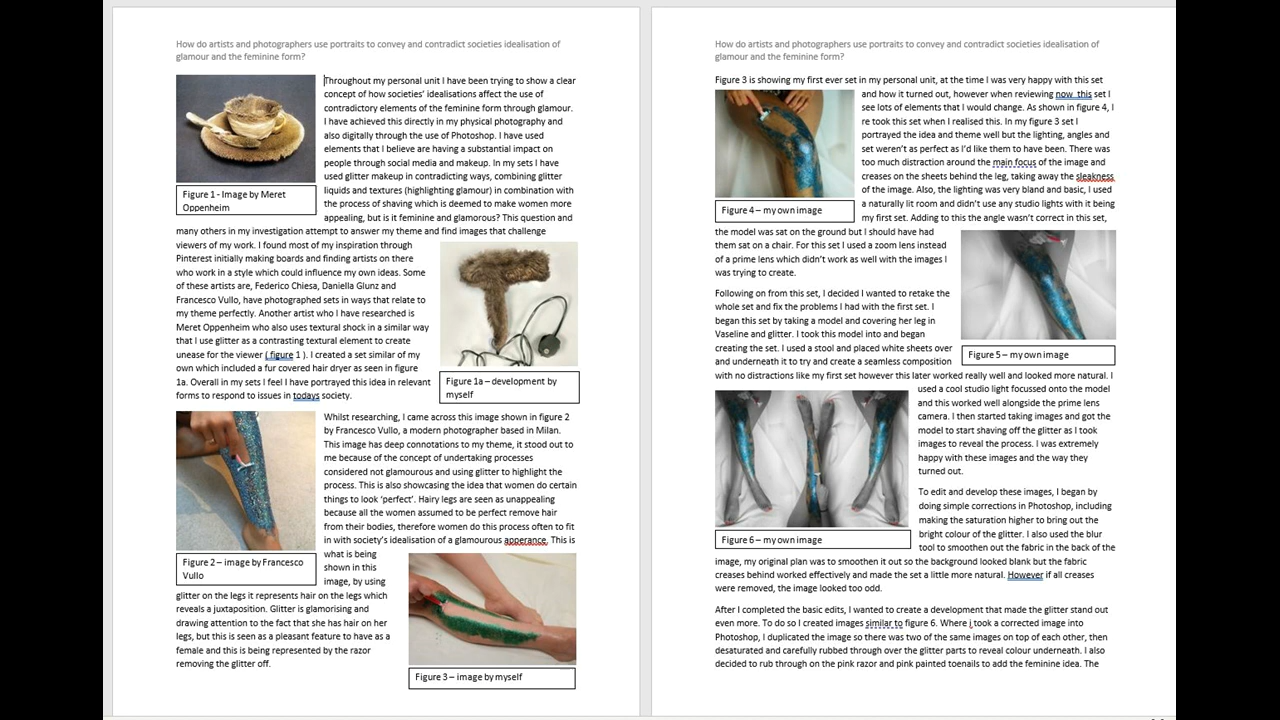 How do artists and photographers use portraits to convey and contradict societies idealisation of
glamour and the feminine form?
Throughout my personal unit I have been trying to show a clear
concept of how societies' idealisations affect the use of
contradictory elements of the feminine form through glamour.
I have achieved this directly in my physical photography and
also digitally through the use of Photoshop. I have used
elements that I believe are having a substantial impact on
people through social media and makeup. In my sets I have
used glitter makeup in contradicting ways, combining glitter
liquids and textures (highlighting glamour) in combination with
the process of shaving which is deemed to make women more
appealing, but is it feminine and glamorous? This question and
Figure 1 - Image by Meret
Oppenheim
many others in my investigation attempt to answer my theme and find images that challenge
viewers of my work. I found most of my inspiration through
Pinterest initially making boards and finding artists on there
who work in a style which could influence my own ideas. Some
of these artists are, Federico Chiesa, Daniella Glunz and
Francesco Vullo, have photographed sets in ways that relate to
my theme perfectly. Another artist who I have researched is
Meret Oppenheim who also uses textural shock in a similar way
that I use glitter as a contrasting textural element to create
unease for the viewer ( figure 1 ). I created a set similar of my
own which included a fur covered hair dryer as seen in figure
1a. Overall in my sets I feel I have portrayed this idea in relevant
forms to respond to issues in todays society.
Figure 1a – development by
myself
Whilst researching, I came across this image shown in figure 2
by Francesco Vullo, a modern photographer based in Milan.
This image has deep connotations to my theme, it stood out to
me because of the concept of undertaking processes
considered not glamourous and using glitter to highlight the
process. This is also showcasing the idea that women do certain
things to look 'perfect'. Hairy legs are seen as unappealing
because all the women assumed to be perfect remove hair
from their bodies, therefore women do this process often to fit
in with society's idealisation of a glamourous apperance. This is
what is being
shown in this
image, by using
Figure 2 – image by Francesco
Vullo
glitter on the legs it represents hair on the legs which
reveals a juxtaposition. Glitter is glamorising and
drawing attention to the fact that she has hair on her
legs, but this is seen as a pleasant feature to have as a
female and this is being represented by the razor
removing the glitter off.
Figure 3 – image by myself
How do artists and photographers use portraits to convey and contradict societies idealisation of
glamour and the feminine form?
Figure 3 is showing my first ever set in my personal unit, at the time I was very happy with this set
and how it turned out, however when reviewing now  this set I
see lots of elements that I would change. As shown in figure 4, I
re took this set when I realised this. In my figure 3 set I
portrayed the idea and theme well but the lighting, angles and
set weren't as perfect as I'd like them to have been. There was
too much distraction around the main focus of the image and
creases on the sheets behind the leg, taking away the sleakness
of the image. Also, the lighting was very bland and basic, I used
a naturally lit room and didn't use any studio lights with it being
my first set. Adding to this the angle wasn't correct in this set,
Figure 4 – my own image
the model was sat on the ground but I should have had
them sat on a chair. For this set I used a zoom lens instead
of a prime lens which didn't work as well with the images I
was trying to create.
Following on from this set, I decided I wanted to retake the
whole set and fix the problems I had with the first set. I
began this set by taking a model and covering her leg in
Vaseline and glitter. I took this model into and began
creating the set. I used a stool and placed white sheets over
and underneath it to try and create a seamless composition
Figure 5 – my own image
with no distractions like my first set however this later worked really well and looked more natural. I
used a cool studio light focussed onto the model
and this worked well alongside the prime lens
camera. I then started taking images and got the
model to start shaving off the glitter as I took
images to reveal the process. I was extremely
happy with these images and the way they
turned out.
To edit and develop these images, I began by
doing simple corrections in Photoshop, including
making the saturation higher to bring out the
bright colour of the glitter. I also used the blur
tool to smoothen out the fabric in the back of the
Figure 6 – my own image
image, my original plan was to smoothen it out so the background looked blank but the fabric
creases behind worked effectively and made the set a little more natural. However if all creases
were removed, the image looked too odd.
After I completed the basic edits, I wanted to create a development that made the glitter stand out
even more. To do so I created images similar to figure 6. Where i took a corrected image into
Photoshop, I duplicated the image so there was two of the same images on top of each other, then
desaturated and carefully rubbed through over the glitter parts to reveal colour underneath. I also
decided to rub through on the pink razor and pink painted toenails to add the feminine idea. The